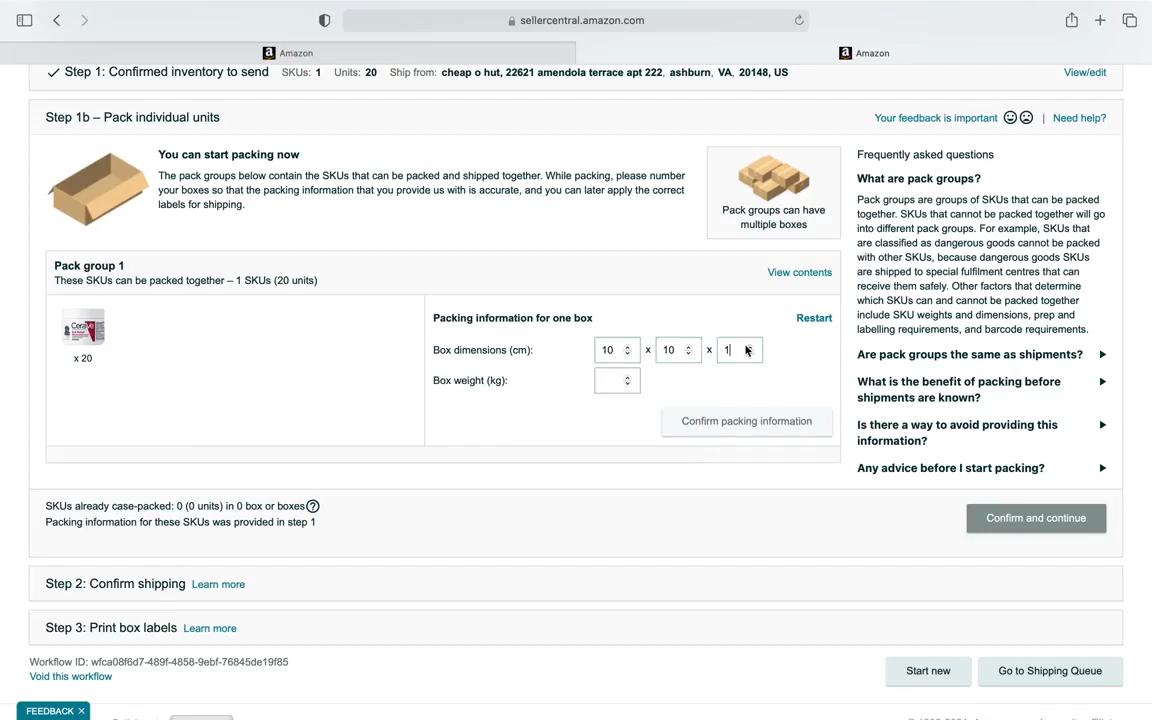 sellercentral.amazon.com
Amazon
Amazon
Step 1: Confirmed inventory to send SKUs: 1 Units: 20 Ship from: cheap o hut, 22621 amendola terrace apt 222, ashburn, VA, 20148, US View/edit
Step 1b – Pack individual units
Your feedback is important | Need help?
You can start packing now
The pack groups below contain the SKUs that can be packed and shipped together. While packing, please number
your boxes so that the packing information that you provide us with is accurate, and you can later apply the correct
labels for shipping.
Pack groups can have
multiple boxes
Pack group 1
These SKUs can be packed together – 1 SKUs (20 units)
View contents
CeraVe
x 20
Packing information for one box
Restart
Box dimensions (cm): 10 x 10 x 1
Box weight (kg):
Confirm packing information
Frequently asked questions
What are pack groups?
Pack groups are groups of SKUs that can be packed
together. SKUs that cannot be packed together will go
into different pack groups. For example, SKUs that
are classified as dangerous goods cannot be packed
with other SKUs, because dangerous goods SKUs
are shipped to special fulfilment centres that can
receive them safely. Other factors that determine
which SKUs can and cannot be packed together
include SKU weights and dimensions, prep and
labelling requirements, and barcode requirements.
Are pack groups the same as shipments?
What is the benefit of packing before
shipments are known?
Is there a way to avoid providing this
information?
Any advice before I start packing?
SKUs already case-packed: 0 (0 units) in 0 box or boxes
Packing information for these SKUs was provided in step 1
Confirm and continue
Step 2: Confirm shipping Learn more
Step 3: Print box labels Learn more
Workflow ID: wfca08f6d7-489f-4858-9ebf-76845de19f85
Void this workflow
Start new
Go to Shipping Queue
FEEDBACK